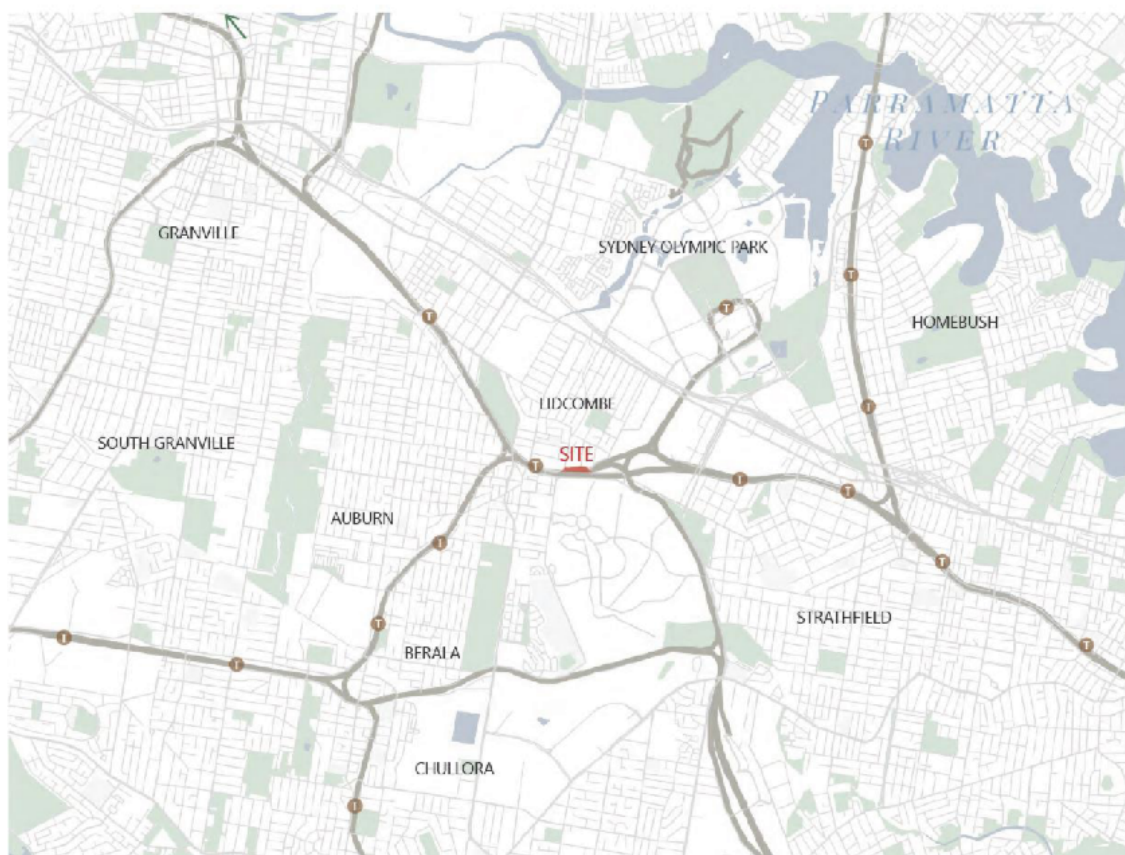 PARRAMATTA
RIVER
T
GRANVILLE
SYDNEY OLYMPIC PARK
T
T
T
HOMEBUSH
LIDCOMBE
T
SOUTH GRANVILLE
SITE
T
T
T
AUBURN
T
T
STRATHFIELD
T
T
T
T
BERALA
CHULLORA
T